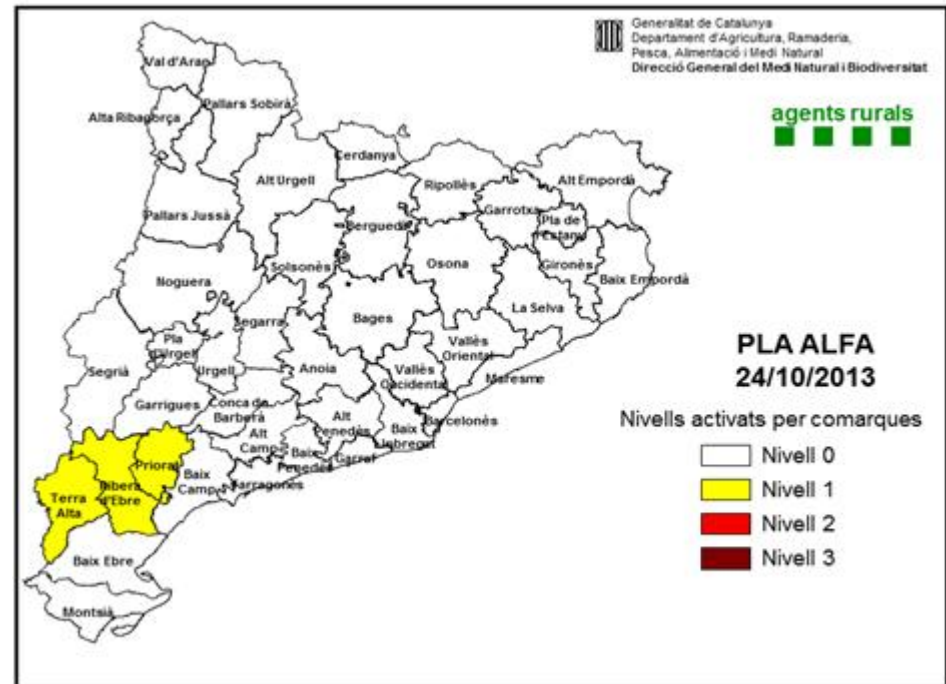 Generalitat de Catalunya
Departament d'Agricultura, Ramaderia,
Pesca, Alimentació i Medi Natural
Direcció General del Medi Natural i Biodiversitat
agents rurals
Val d'Aran
Pallars Sobirà
Alta Ribagorça
Cerdanya
Alt Urgell
Ripollès
Alt Empordà
Garrotxa
Pallars Jussà
Pla de
l'Estany
Berguedà
Solsonès
Osona
Gironès
Baix Empordà
Noguera
La Selva
Segarra
Bages
Pla
d'Urgell
Vallès
Oriental
Segrià
Urgell
Anoia
Vallès
Occidental
Maresme
Garrigues
Conca de
Barberà
Alt
Penedès
Barcelonès
Alt
Camp
Baix
Llobregat
Baix
Penedès
Garraf
Priorat
Baix
Camp
Tarragonès
Terra
Alta
Ribera
d'Ebre
Baix Ebre
Montsià
PLA ALFA
24/10/2013
Nivells activats per comarques
Nivell 0
Nivell 1
Nivell 2
Nivell 3